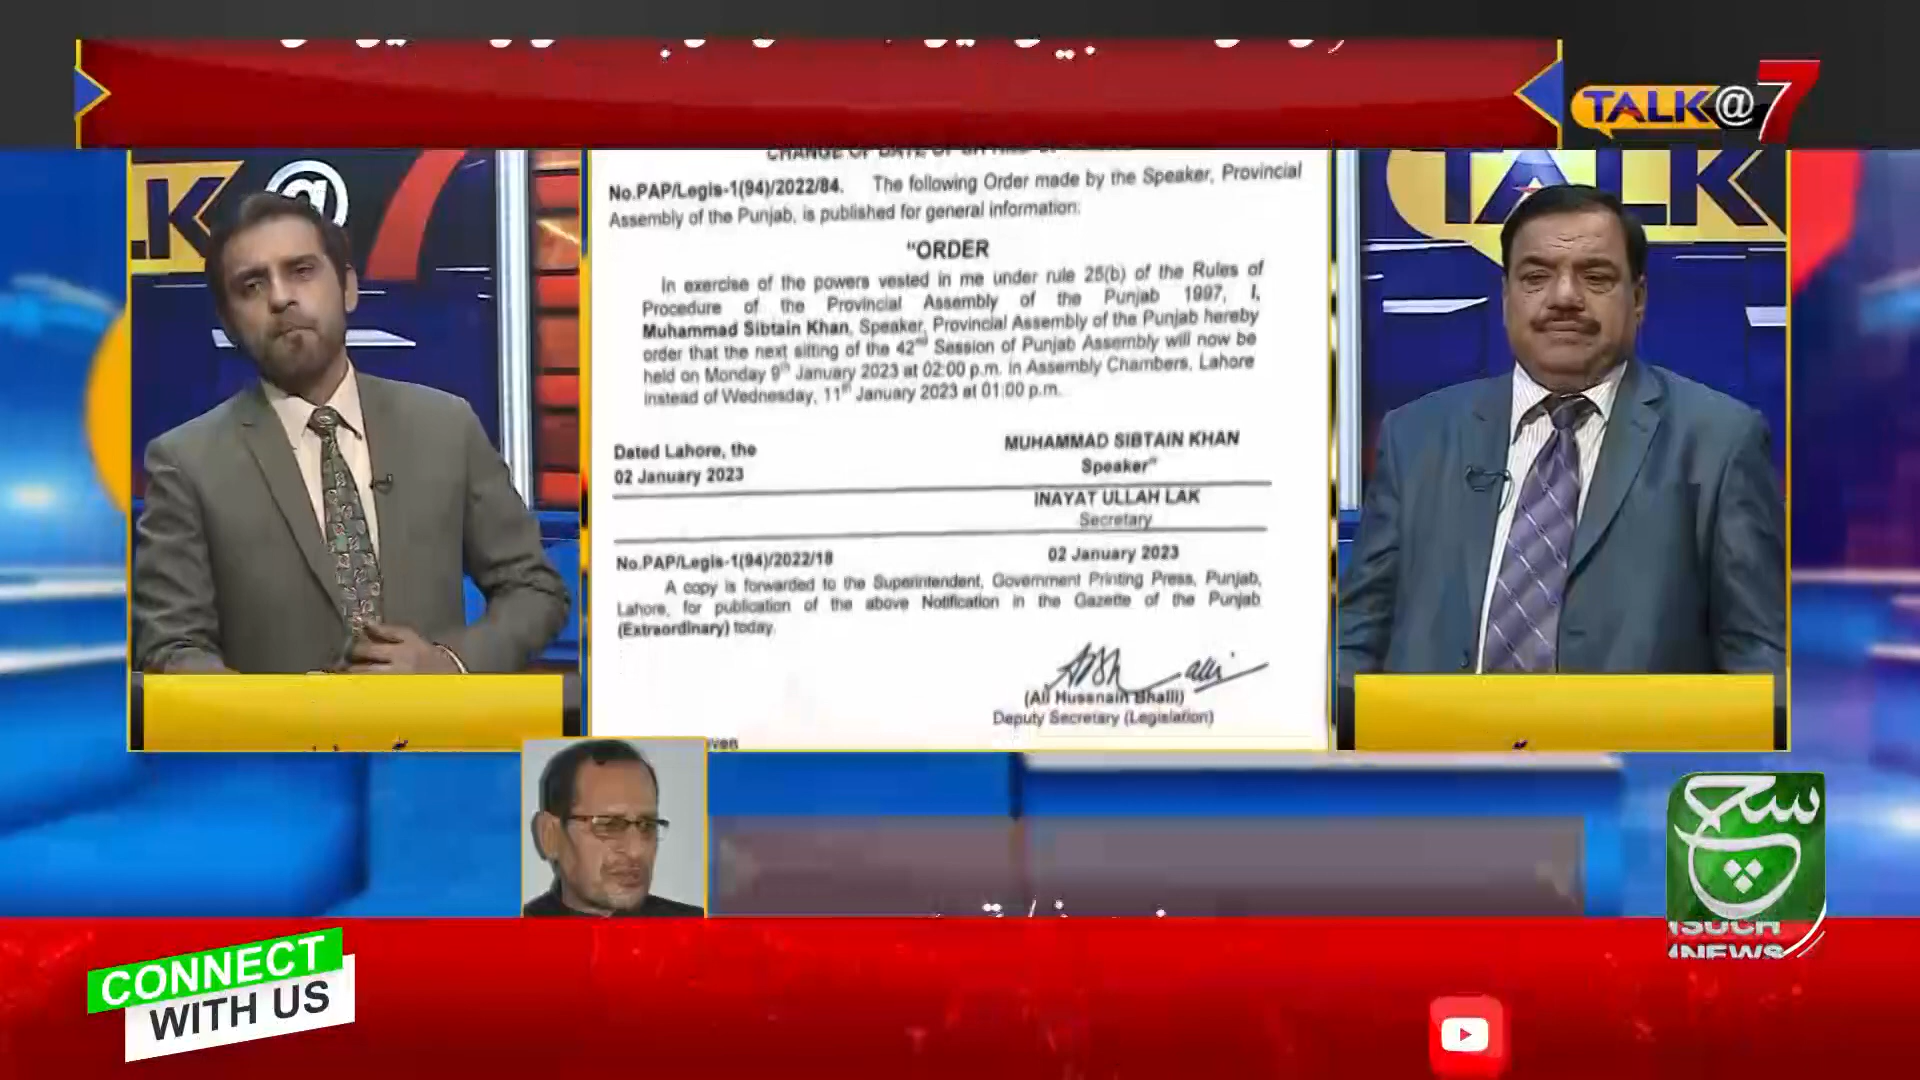 TALK@7
LK@7
TALK
No.PAP/Legis-1(94)/2022/84. The following Order made by the Speaker, Provincial
Assembly of the Punjab, is published for general information:
"ORDER
In exercise of the powers vested in me under rule 25(b) of the Rules of
Procedure of the Provincial Assembly of the Punjab 1997, I,
Muhammad Sibtain Khan, Speaker, Provincial Assembly of the Punjab hereby
order that the next sitting of the 42nd Session of Punjab Assembly will now be
held on Monday 9th January 2023 at 02:00 p.m. in Assembly Chambers, Lahore
instead of Wednesday, 11th January 2023 at 01:00 p.m.
Dated Lahore, the
02 January 2023
MUHAMMAD SIBTAIN KHAN
Speaker"
INAYAT ULLAH LAK
Secretary
No.PAP/Legis-1(94)/2022/18 02 January 2023
A copy is forwarded to the Superintendent, Government Printing Press, Punjab,
Lahore, for publication of the above Notification in the Gazette of the Punjab
(Extraordinary) today.
(Ali Hussnain Bhalli)
Deputy Secretary (Legislation)
سچ
SUCH
NEWS
CONNECT
WITH US